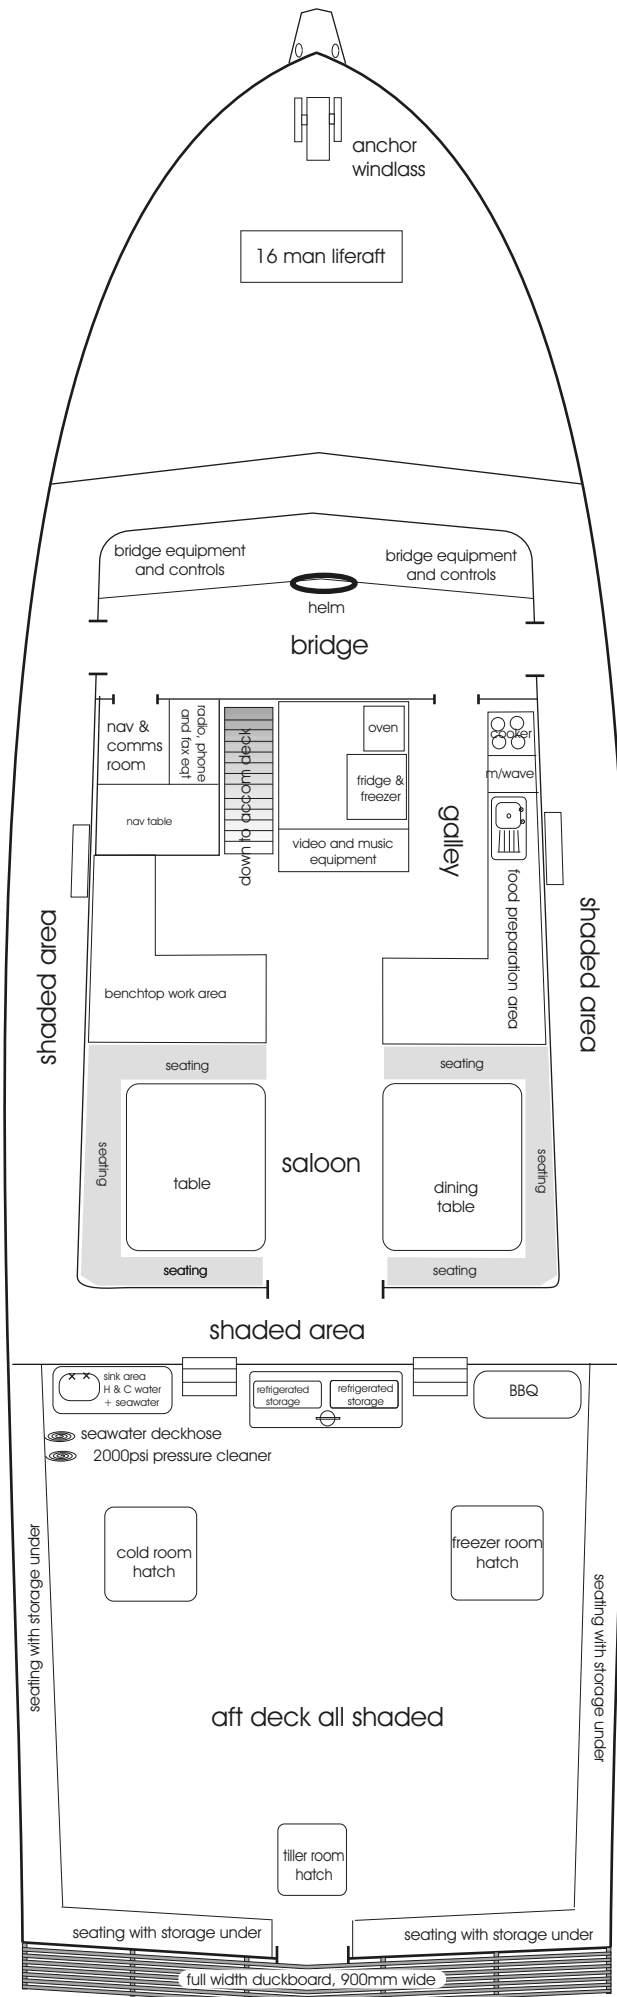 anchor
windlass
16 man liferaft
bridge equipment
and controls
bridge equipment
and controls
helm
bridge
nav &
comms
room
radio, phone
and fax eqt
down to accom deck
oven
fridge &
freezer
cooker
m/wave
nav table
video and music
equipment
galley
food preparation area
shaded area
shaded area
benchtop work area
seating
seating
seating
table
saloon
dining
table
seating
seating
seating
shaded area
sink area
H & C water
+ seawater
refrigerated
storage
refrigerated
storage
BBQ
seawater deckhose
2000psi pressure cleaner
cold room
hatch
freezer room
hatch
seating with storage under
seating with storage under
aft deck all shaded
tiller room
hatch
seating with storage under
seating with storage under
full width duckboard, 900mm wide